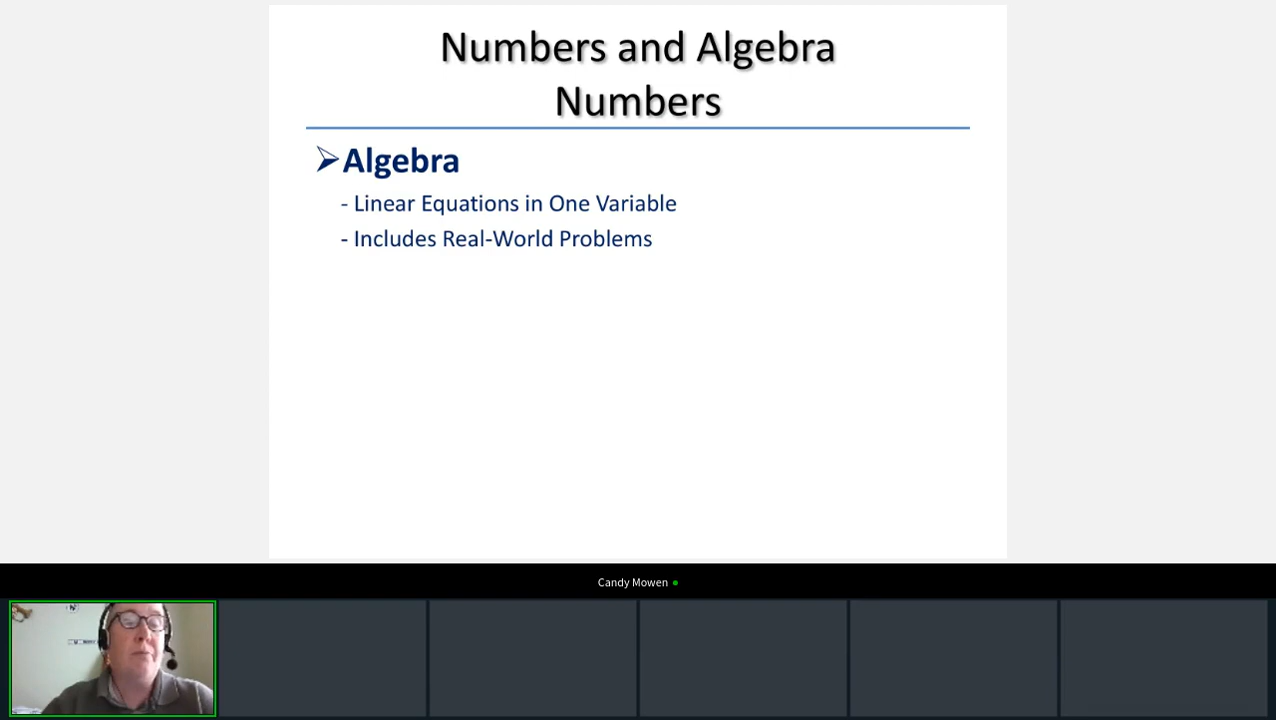 Numbers and Algebra
Numbers
Algebra
- Linear Equations in One Variable
- Includes Real-World Problems
Candy Mowen